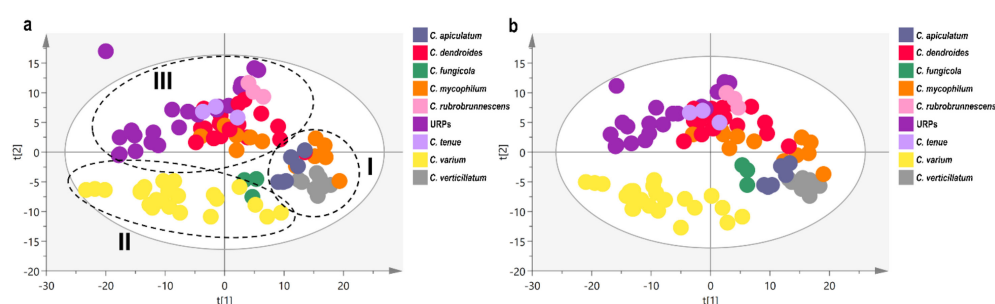 a
III
I
II
15
10
5
0
-5
-10
-15
-20
t[2]
-30 -20 -10 0 10 20 30
t[1]
C. apiculatum
C. dendroides
C. fungicola
C. mycophilum
C. rubrobrunnescens
URPs
C. tenue
C. varium
C. verticillatum
b
15
10
5
0
-5
-10
-15
-20
t[2]
-30 -20 -10 0 10 20 30
t[1]
C. apiculatum
C. dendroides
C. fungicola
C. mycophilum
C. rubrobrunnescens
URPs
C. tenue
C. varium
C. verticillatum